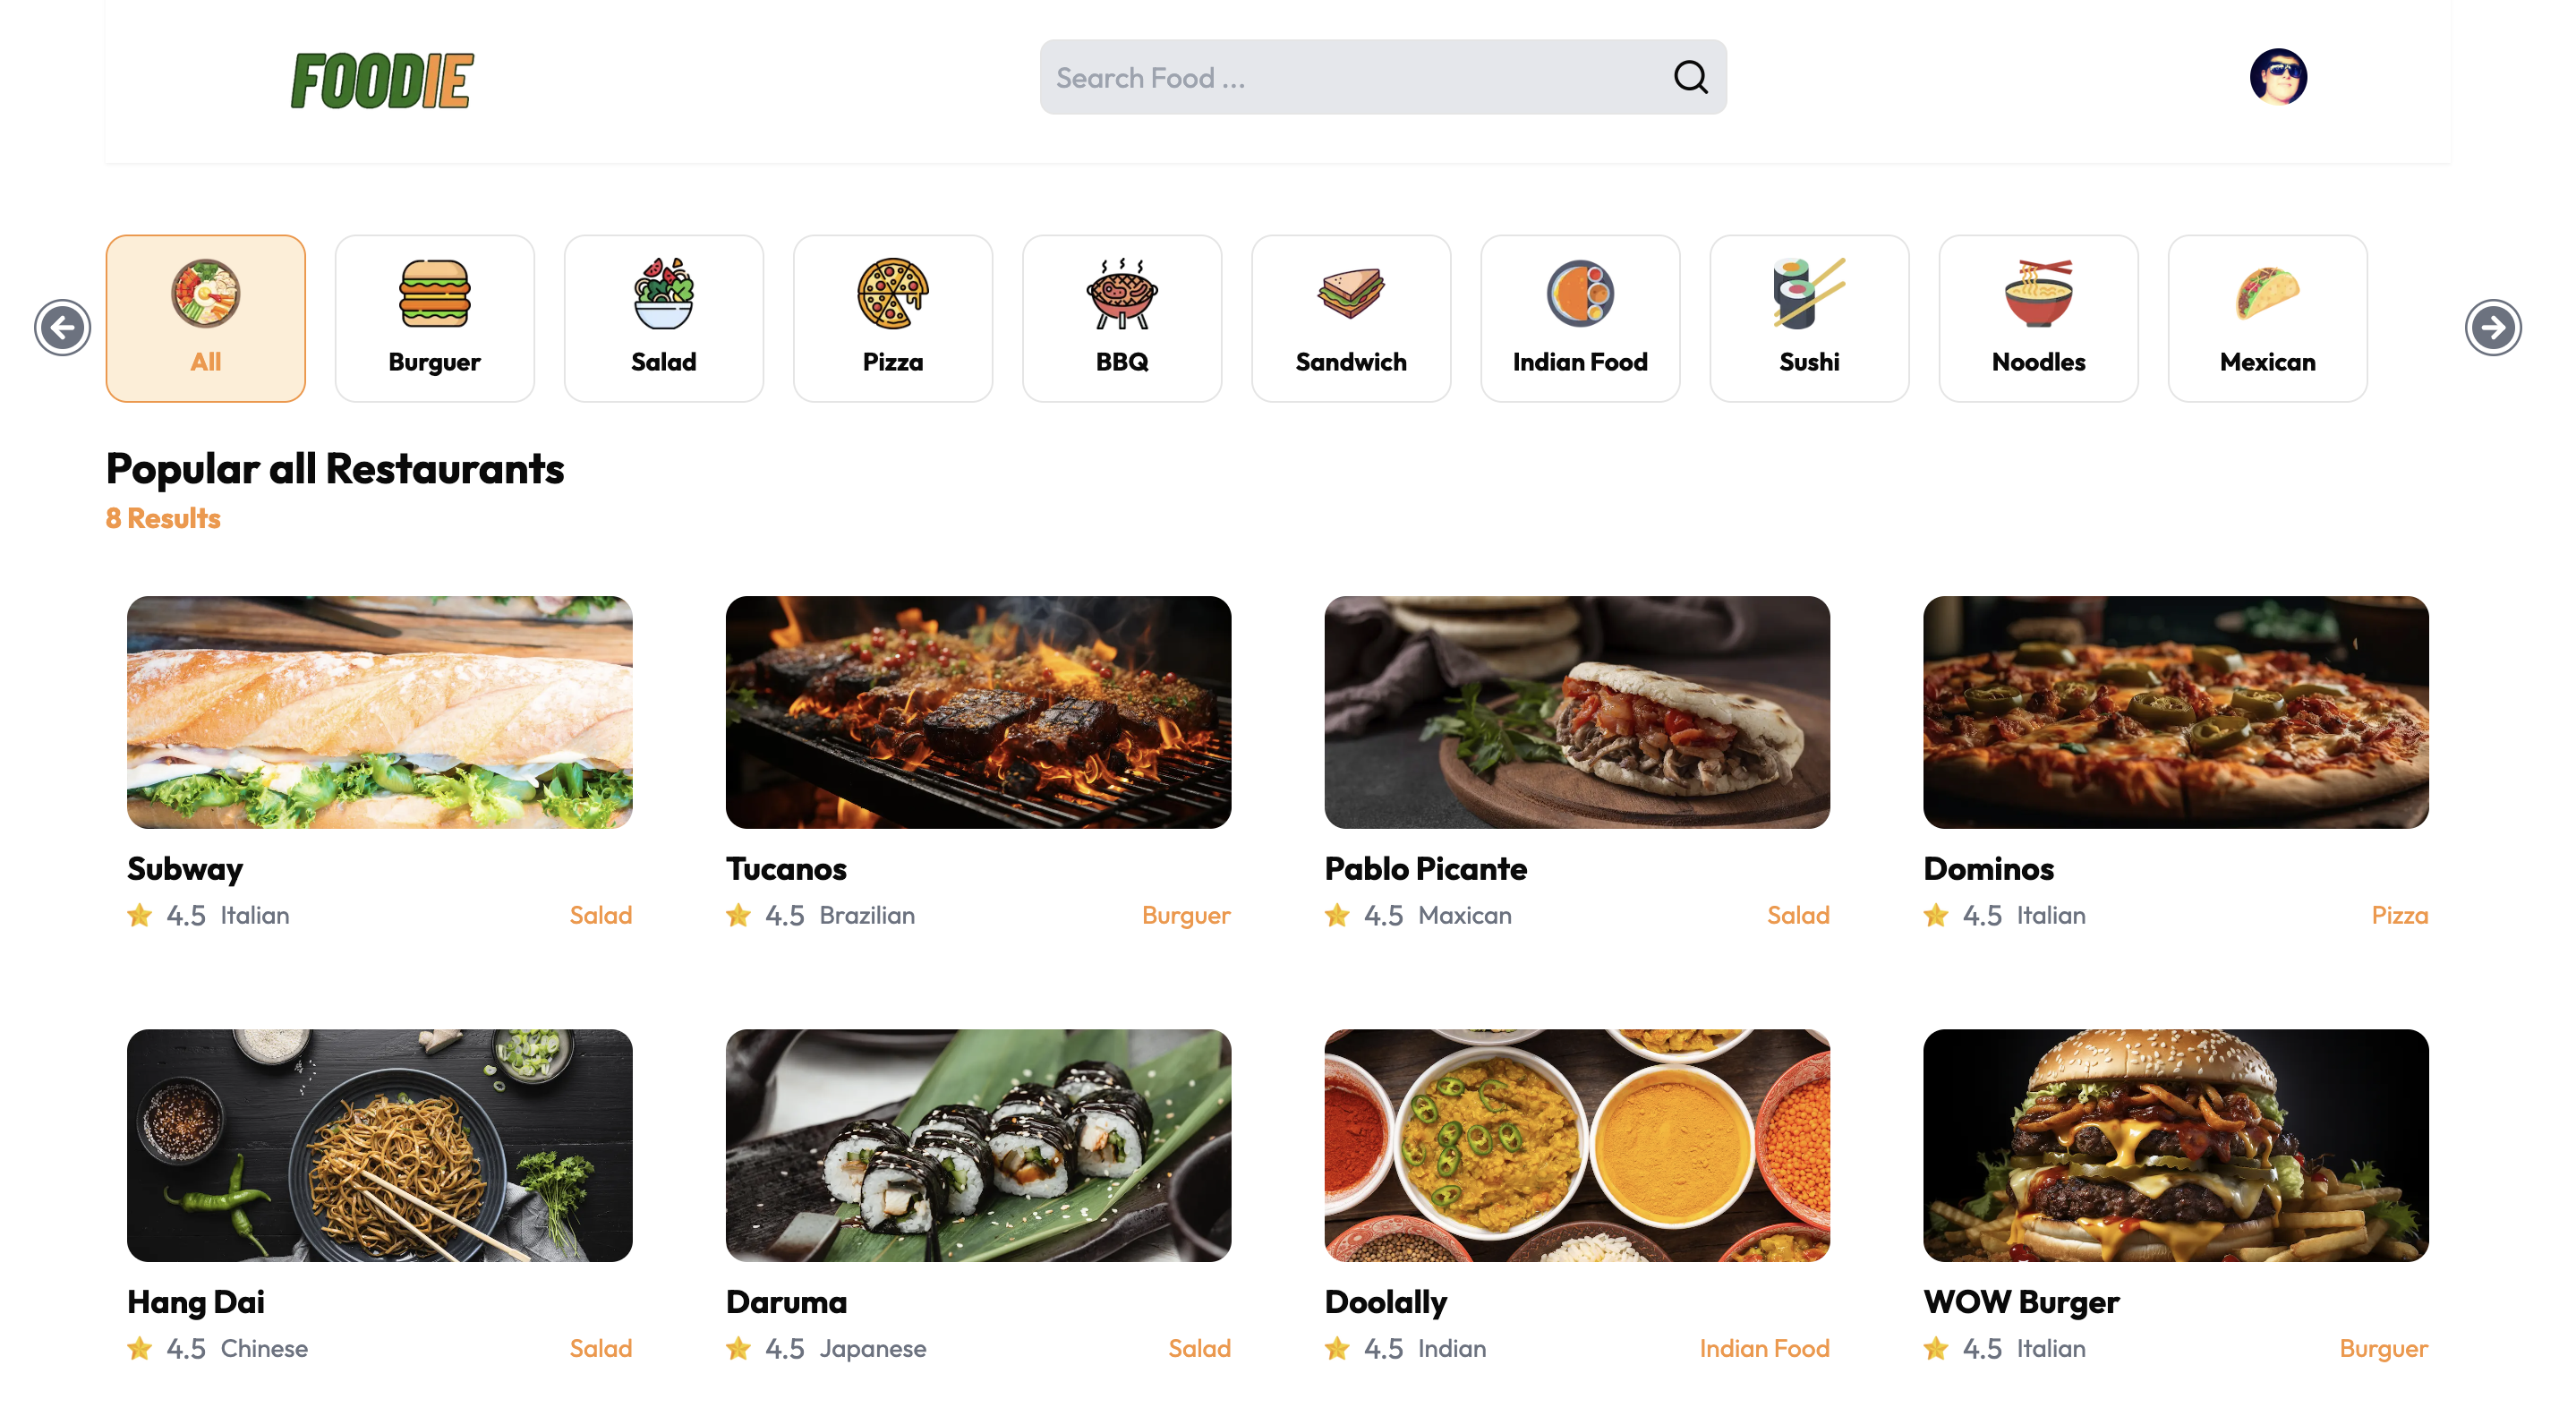 FOODIE
Search Food ...
All
Burguer
Salad
Pizza
BBQ
Sandwich
Indian Food
Sushi
Noodles
Mexican
Popular all Restaurants
8 Results
Subway
4.5 Italian Salad
Tucanos
4.5 Brazilian Burguer
Pablo Picante
4.5 Maxican Salad
Dominos
4.5 Italian Pizza
Hang Dai
4.5 Chinese Salad
Daruma
4.5 Japanese Salad
Doolally
4.5 Indian Indian Food
WOW Burger
4.5 Italian Burguer